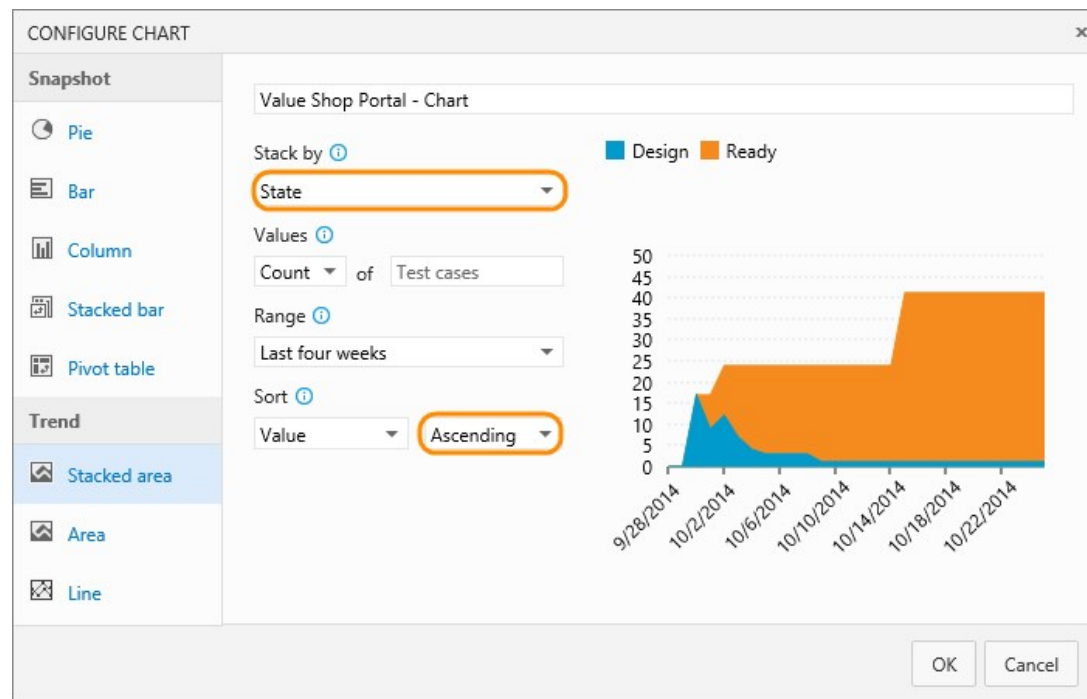 CONFIGURE CHART
×
Snapshot
Pie
Bar
Column
Stacked bar
Pivot table
Trend
Stacked area
Area
Line
Value Shop Portal - Chart
Stack by
State
Values
Count of Test cases
Range
Last four weeks
Sort
Value Ascending
Design Ready
50
45
40
35
30
25
20
15
10
5
0
9/28/2014 10/2/2014 10/6/2014 10/10/2014 10/14/2014 10/18/2014 10/22/2014
OK Cancel